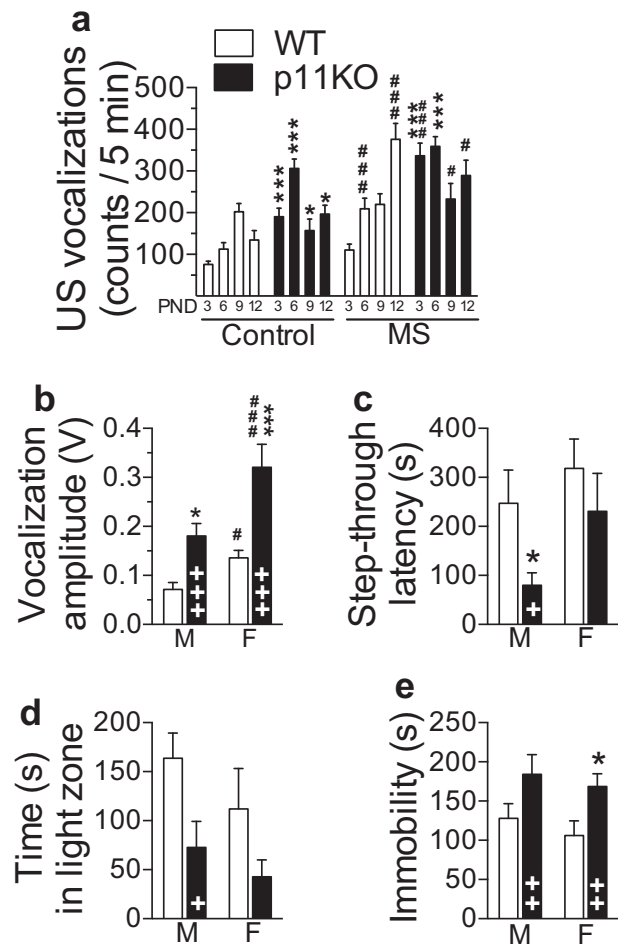 a
WT
p11KO
US vocalizations
(counts / 5 min)
500
400
300
200
100
*** *** * * ### ### ***### *** # #
PND 3 6 9 12 3 6 9 12 3 6 9 12 3 6 9 12
Control MS
b
Vocalization
amplitude (V)
0.4
0.3
0.2
0.1
0.0
* # ### ***
+++ +++
M F
c
Step-through
latency (s)
400
300
200
100
0
*
+
M F
d
Time (s)
in light zone
200
150
100
50
0
+
M F
e
Immobility (s)
250
200
150
100
50
0
*
++ ++
M F